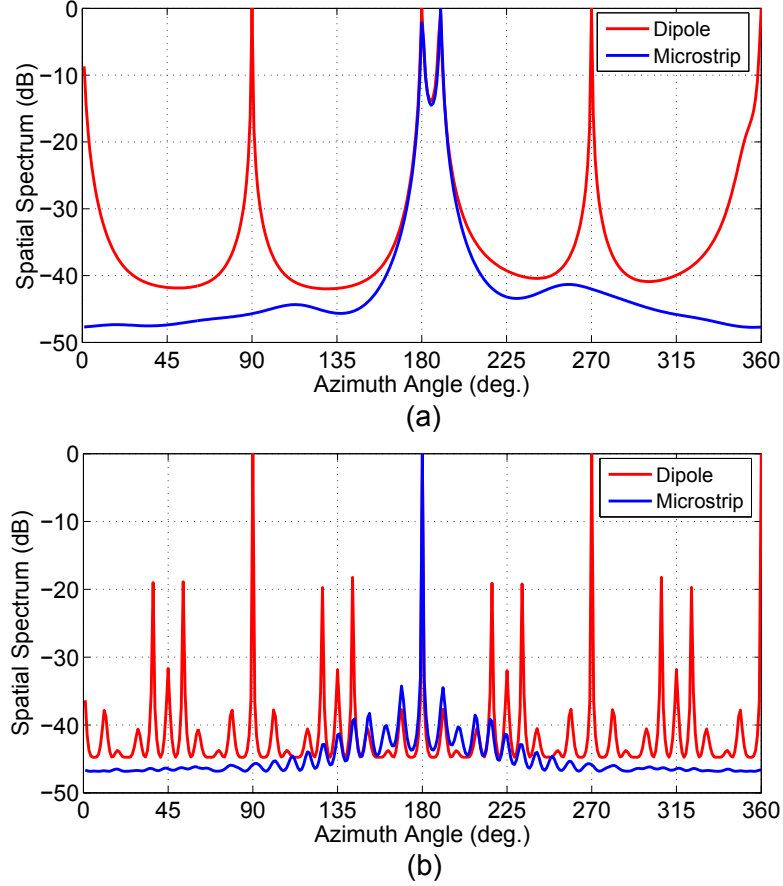 0
−10
−20
−30
−40
−50
Spatial Spectrum (dB)
Dipole
Microstrip
0 45 90 135 180 225 270 315 360
Azimuth Angle (deg.)
(a)
0
−10
−20
−30
−40
−50
Spatial Spectrum (dB)
Dipole
Microstrip
0 45 90 135 180 225 270 315 360
Azimuth Angle (deg.)
(b)